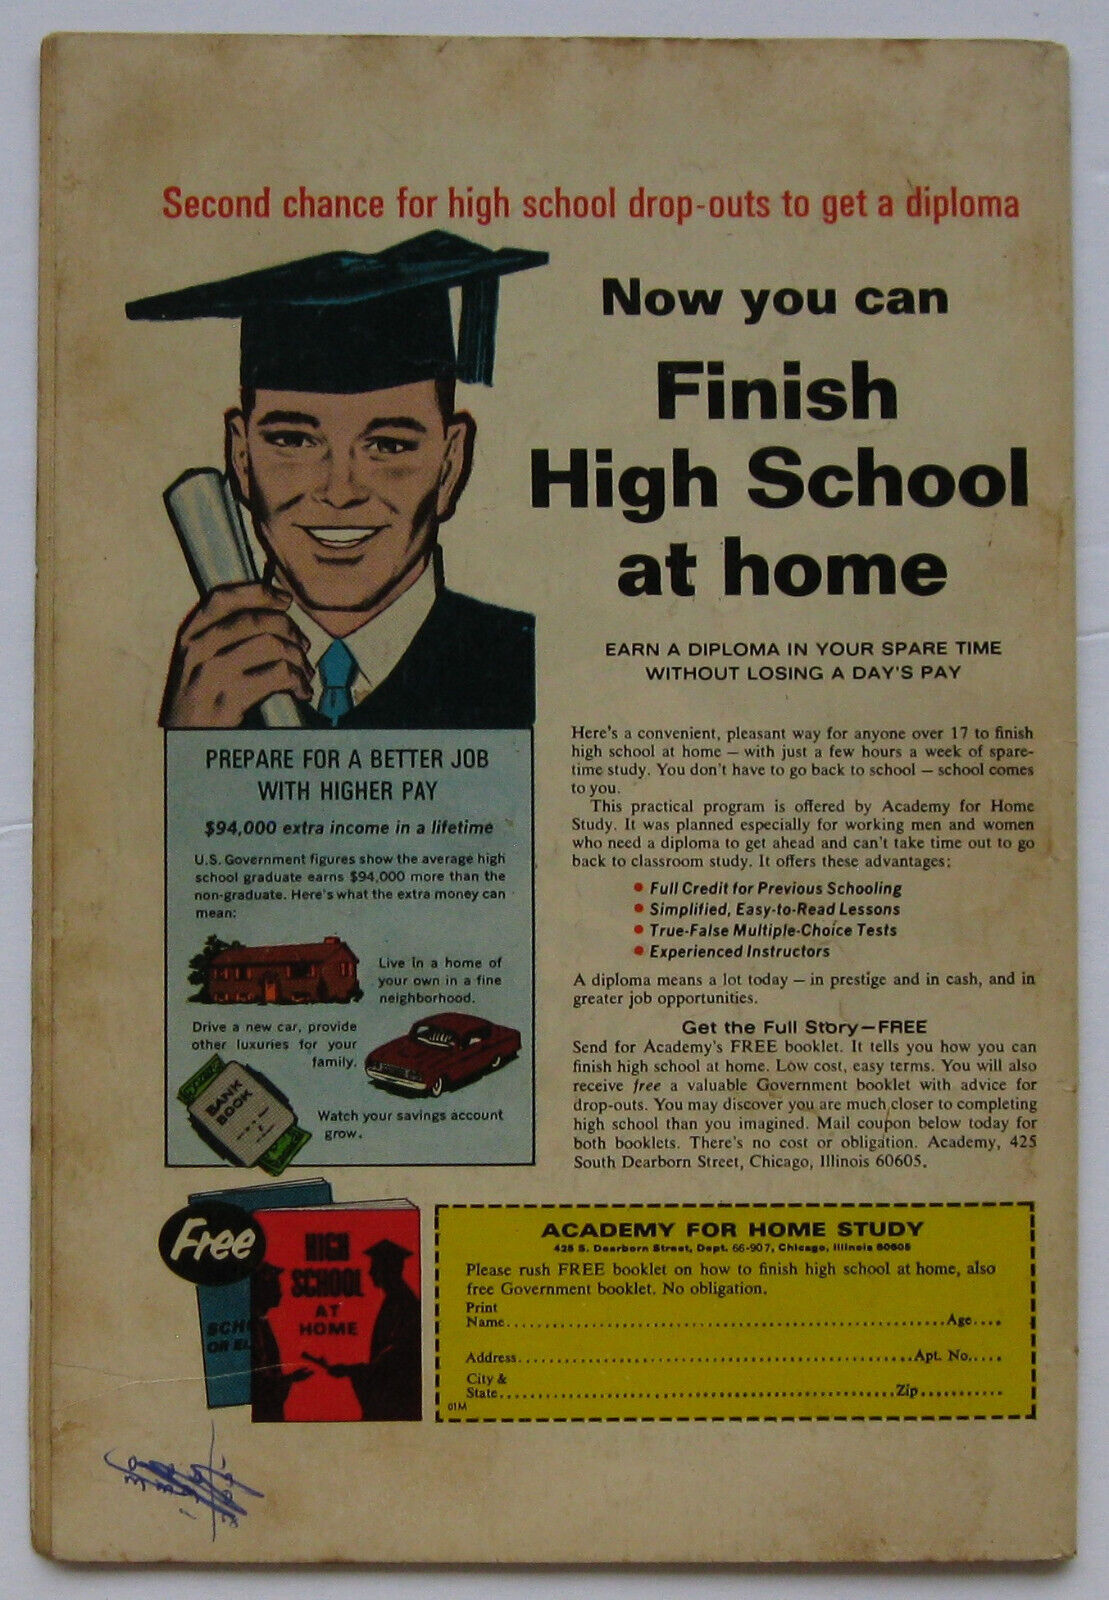 Second chance for high school drop-outs to get a diploma
Now you can
Finish
High School
at home
EARN A DIPLOMA IN YOUR SPARE TIME
WITHOUT LOSING A DAY'S PAY
Here's a convenient, pleasant way for anyone over 17 to finish
high school at home — with just a few hours a week of spare-
time study. You don't have to go back to school — school comes
to you.
This practical program is offered by Academy for Home
Study. It was planned especially for working men and women
who need a diploma to get ahead and can't take time out to go
back to classroom study. It offers these advantages:
• Full Credit for Previous Schooling
• Simplified, Easy-to-Read Lessons
• True-False Multiple-Choice Tests
• Experienced Instructors
A diploma means a lot today — in prestige and in cash, and in
greater job opportunities.
Get the Full Story—FREE
Send for Academy's FREE booklet. It tells you how you can
finish high school at home. Low cost, easy terms. You will also
receive free a valuable Government booklet with advice for
drop-outs. You may discover you are much closer to completing
high school than you imagined. Mail coupon below today for
both booklets. There's no cost or obligation. Academy, 425
South Dearborn Street, Chicago, Illinois 60605.
PREPARE FOR A BETTER JOB
WITH HIGHER PAY
$94,000 extra income in a lifetime
U.S. Government figures show the average high
school graduate earns $94,000 more than the
non-graduate. Here's what the extra money can
mean:
Live in a home of
your own in a fine
neighborhood.
Drive a new car, provide
other luxuries for your
family.
BANK
BOOK
Watch your savings account
grow.
Free
HIGH
SCHOOL
AT
HOME
SCH
OR EL
ACADEMY FOR HOME STUDY
425 S. Dearborn Street, Dept. 66-907, Chicago, Illinois 60605
Please rush FREE booklet on how to finish high school at home, also
free Government booklet. No obligation.
Print
Name..........Age....
Address..........Apt. No.....
City &
State..........Zip..........
01M